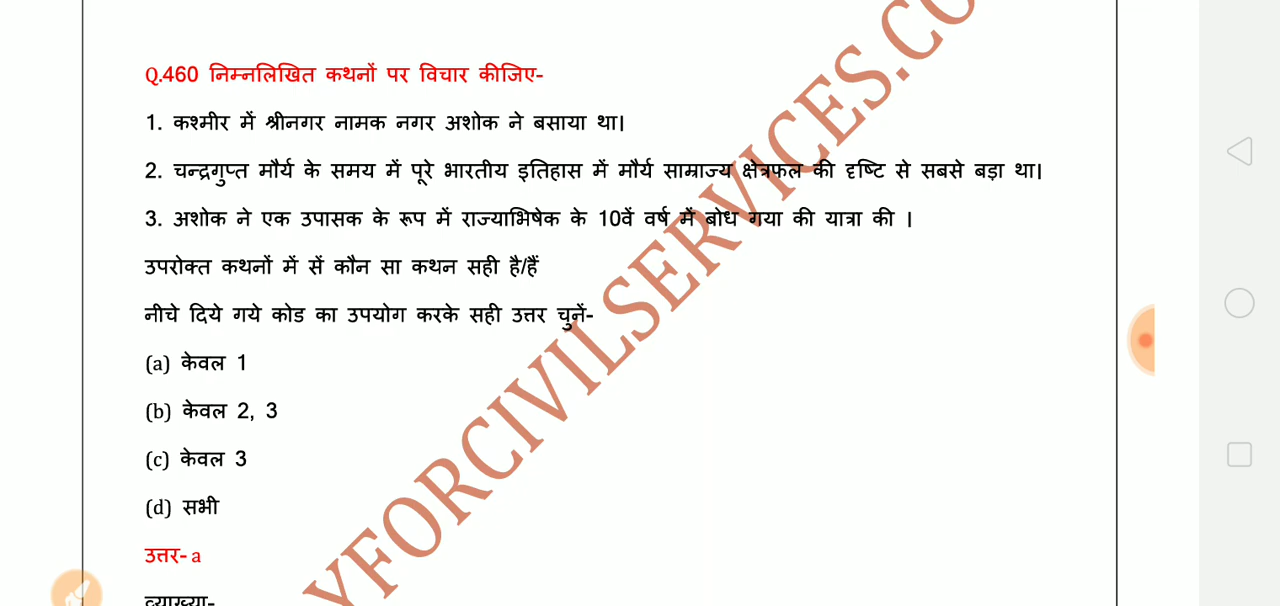 Q.460 निम्नलिखित कथनों पर विचार कीजिए-
1. कश्मीर में श्रीनगर नामक नगर अशोक ने बसाया था।
2. चन्द्रगुप्त मौर्य के समय में पूरे भारतीय इतिहास में मौर्य साम्राज्य क्षेत्रफल की दृष्टि से सबसे बड़ा था।
3. अशोक ने एक उपासक के रूप में राज्याभिषेक के 10वें वर्ष में बोध गया की यात्रा की ।
उपरोक्त कथनों में सें कौन सा कथन सही है/हैं
नीचे दिये गये कोड का उपयोग करके सही उत्तर चुनें-
(a) केवल 1
(b) केवल 2, 3
(c) केवल 3
(d) सभी
उत्तर- a
व्याख्या-
YFORCIVILSERVICES.CO